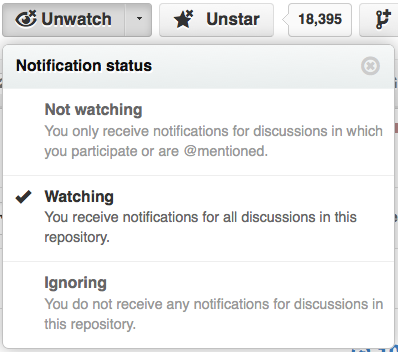 Unwatch
Unstar
18,395
Notification status
Not watching
You only receive notifications for discussions in which
you participate or are @mentioned.
Watching
You receive notifications for all discussions in this
repository.
Ignoring
You do not receive any notifications for discussions in
this repository.